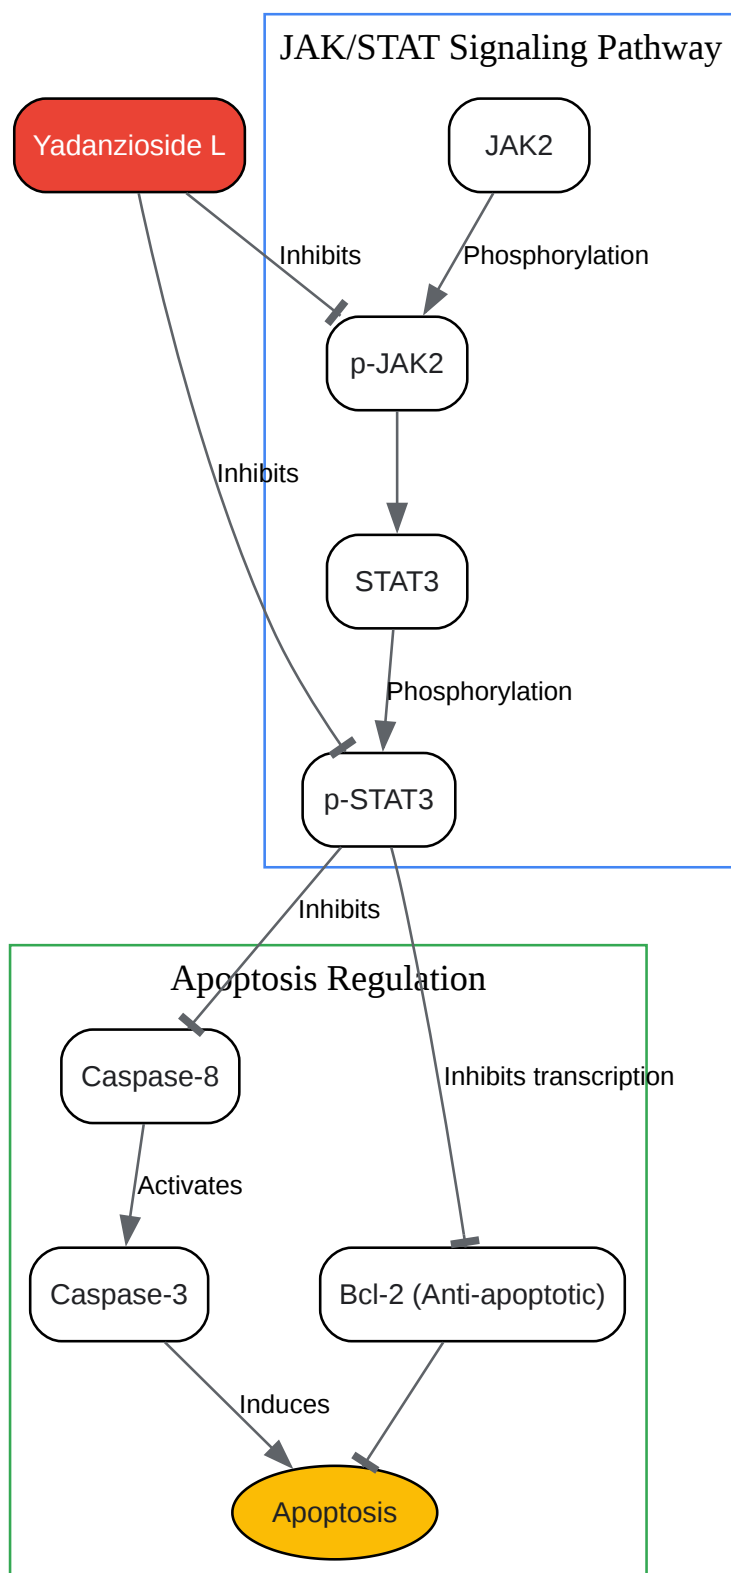 JAK/STAT Signaling Pathway
Yadanzioside L
JAK2
Inhibits
Phosphorylation
p-JAK2
Inhibits
STAT3
Phosphorylation
p-STAT3
Inhibits
Apoptosis Regulation
Caspase-8
Inhibits transcription
Activates
Caspase-3
Bcl-2 (Anti-apoptotic)
Induces
Apoptosis